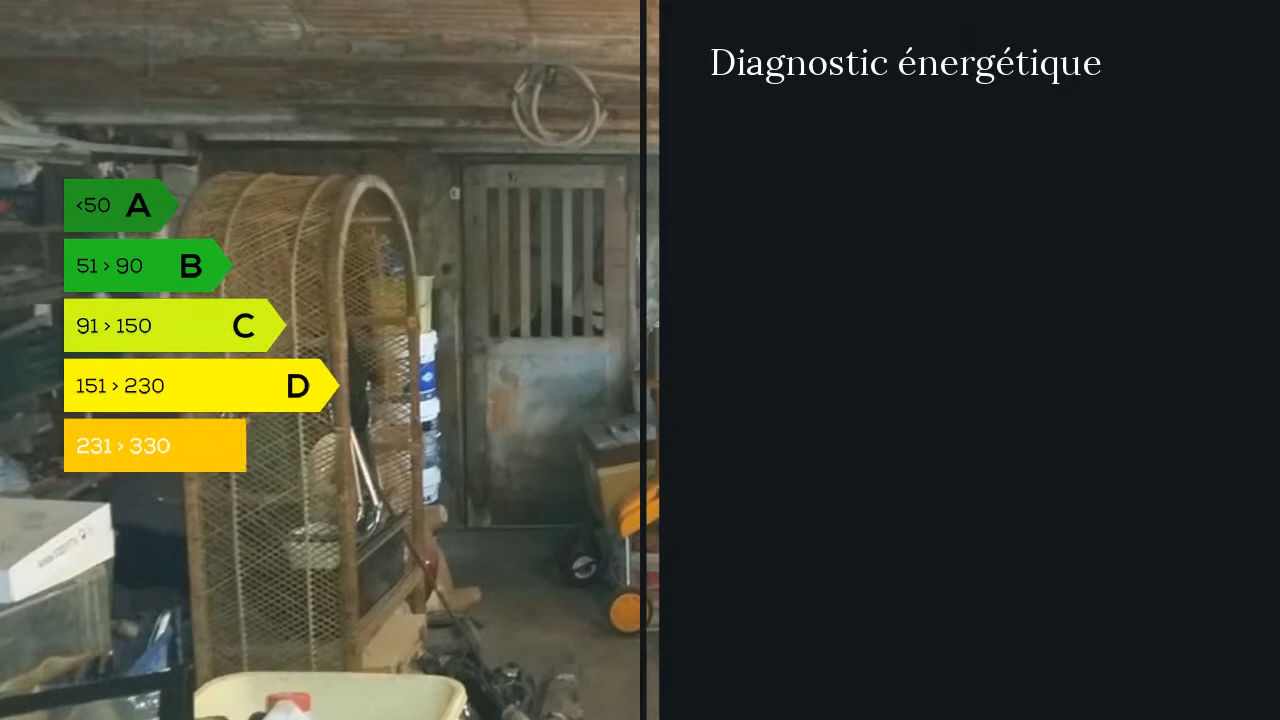 Diagnostic énergétique
<50 A
51 > 90 B
91 > 150 C
151 > 230 D
231 > 330